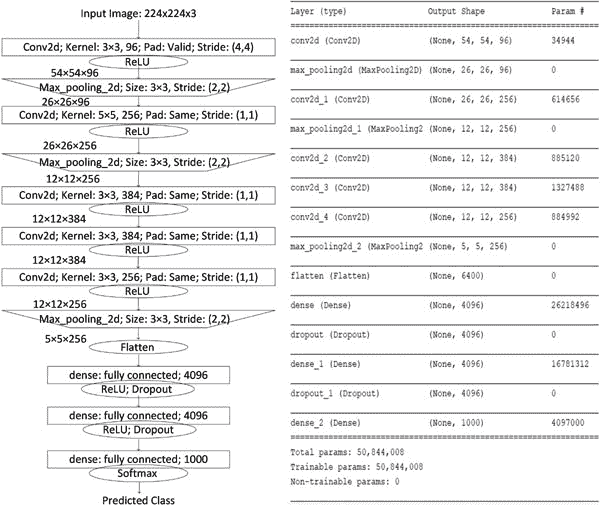 Input Image: 224x224x3
Conv2d; Kernel: 3×3, 96; Pad: Valid; Stride: (4,4)
ReLU
54×54×96
Max_pooling_2d; Size: 3×3, Stride: (2,2)
26×26×96
Conv2d; Kernel: 5×5, 256; Pad: Same; Stride: (1,1)
ReLU
26×26×256
Max_pooling_2d; Size: 3×3, Stride: (2,2)
12×12×256
Conv2d; Kernel: 3×3, 384; Pad: Same; Stride: (1,1)
ReLU
12×12×384
Conv2d; Kernel: 3×3, 384; Pad: Same; Stride: (1,1)
ReLU
12×12×384
Conv2d; Kernel: 3×3, 256; Pad: Same; Stride: (1,1)
ReLU
12×12×256
Max_pooling_2d; Size: 3×3, Stride: (2,2)
5×5×256
Flatten
dense: fully connected; 4096
ReLU; Dropout
dense: fully connected; 4096
ReLU; Dropout
dense: fully connected; 1000
Softmax
Predicted Class
Layer (type) Output Shape Param #
conv2d (Conv2D) (None, 54, 54, 96) 34944
max_pooling2d (MaxPooling2D) (None, 26, 26, 96) 0
conv2d_1 (Conv2D) (None, 26, 26, 256) 614656
max_pooling2d_1 (MaxPooling2 (None, 12, 12, 256) 0
conv2d_2 (Conv2D) (None, 12, 12, 384) 885120
conv2d_3 (Conv2D) (None, 12, 12, 384) 1327488
conv2d_4 (Conv2D) (None, 12, 12, 256) 884992
max_pooling2d_2 (MaxPooling2 (None, 5, 5, 256) 0
flatten (Flatten) (None, 6400) 0
dense (Dense) (None, 4096) 26218496
dropout (Dropout) (None, 4096) 0
dense_1 (Dense) (None, 4096) 16781312
dropout_1 (Dropout) (None, 4096) 0
dense_2 (Dense) (None, 1000) 4097000
Total params: 50,844,008
Trainable params: 50,844,008
Non-trainable params: 0